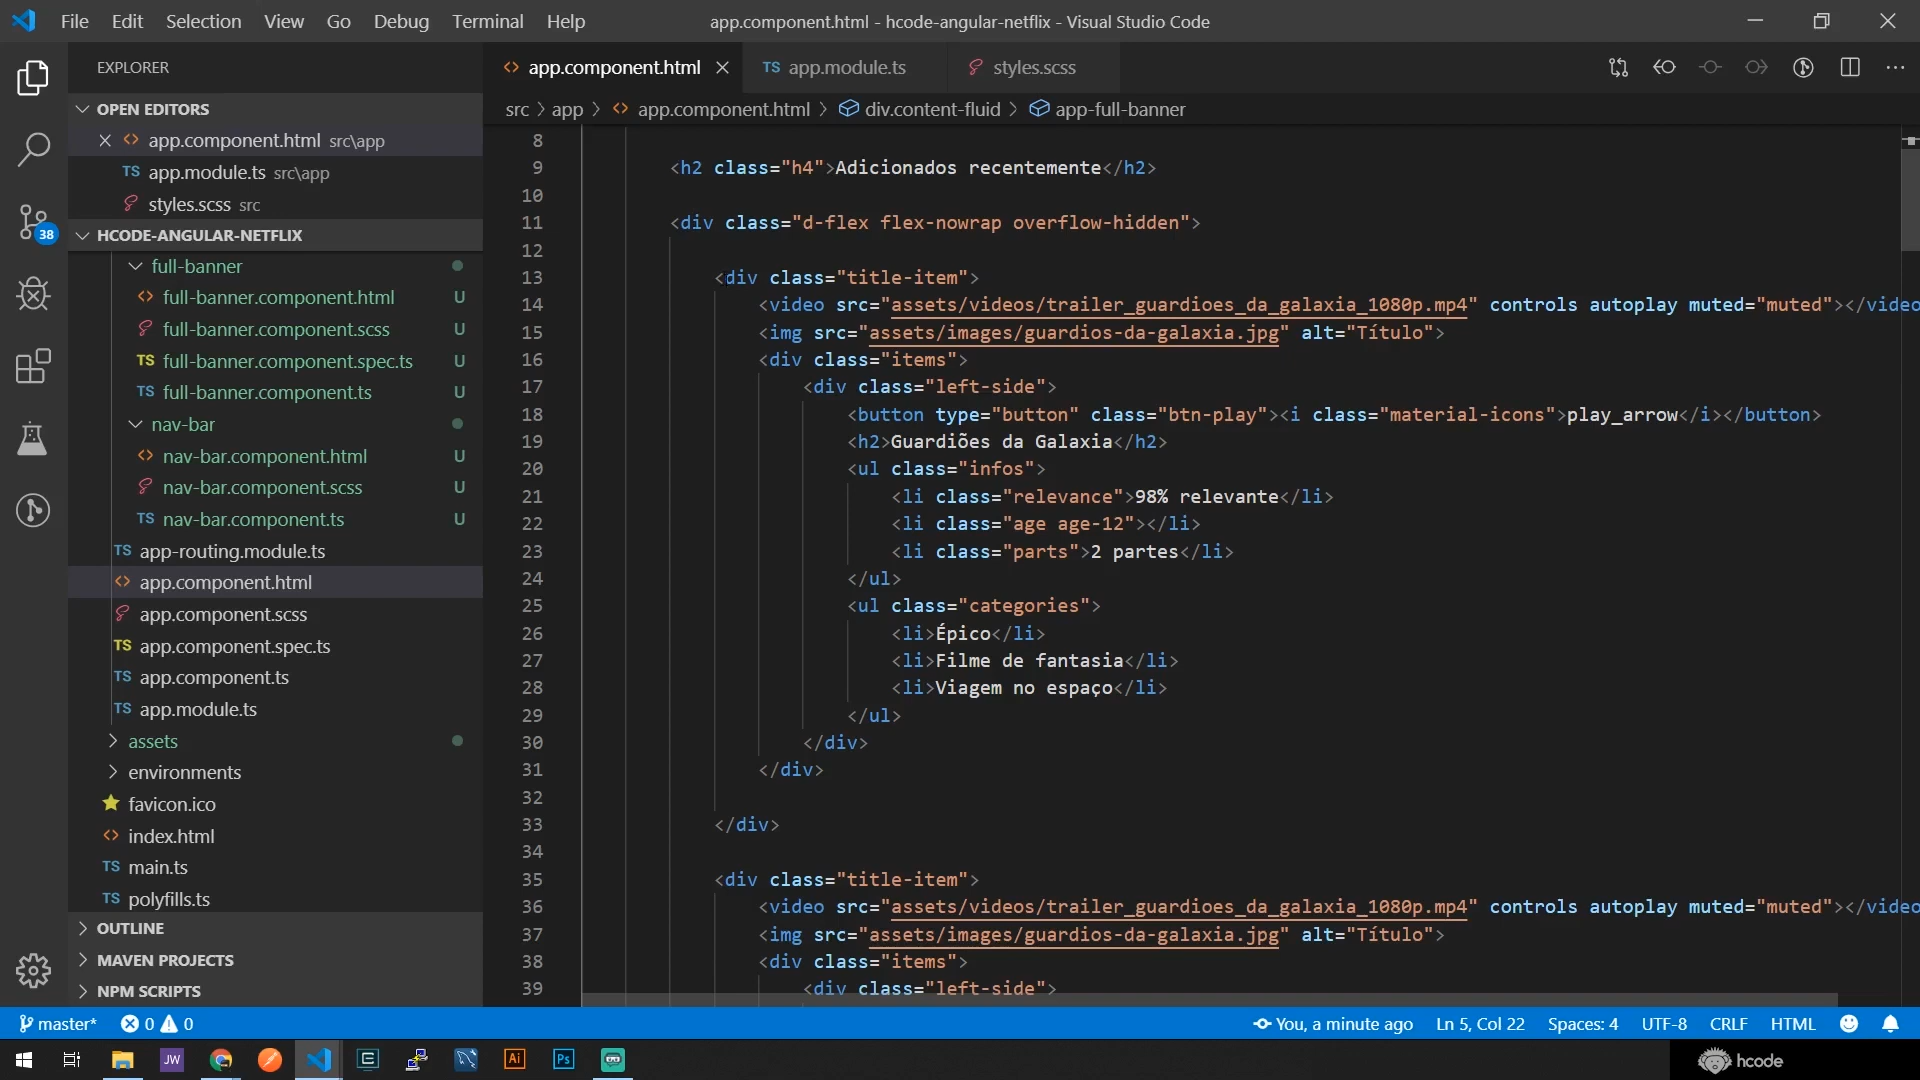 File Edit Selection View Go Debug Terminal Help
app.component.html - hcode-angular-netflix - Visual Studio Code
EXPLORER
OPEN EDITORS
app.component.html src\app
TS app.module.ts src\app
styles.scss src
38
HCODE-ANGULAR-NETFLIX
full-banner
full-banner.component.html U
full-banner.component.scss U
TS full-banner.component.spec.ts U
TS full-banner.component.ts U
nav-bar
nav-bar.component.html U
nav-bar.component.scss U
TS nav-bar.component.ts U
TS app-routing.module.ts
app.component.html
app.component.scss
TS app.component.spec.ts
TS app.component.ts
TS app.module.ts
assets
environments
favicon.ico
index.html
TS main.ts
TS polyfills.ts
OUTLINE
MAVEN PROJECTS
NPM SCRIPTS
app.component.html TS app.module.ts styles.scss
src > app > app.component.html > div.content-fluid > app-full-banner
8
9 <h2 class="h4">Adicionados recentemente</h2>
10
11 <div class="d-flex flex-nowrap overflow-hidden">
12
13 <div class="title-item">
14 <video src="assets/videos/trailer_guardioes_da_galaxia_1080p.mp4" controls autoplay muted="muted"></video
15 <img src="assets/images/guardios-da-galaxia.jpg" alt="Título">
16 <div class="items">
17 <div class="left-side">
18 <button type="button" class="btn-play"><i class="material-icons">play_arrow</i></button>
19 <h2>Guardiões da Galaxia</h2>
20 <ul class="infos">
21 <li class="relevance">98% relevante</li>
22 <li class="age age-12"></li>
23 <li class="parts">2 partes</li>
24 </ul>
25 <ul class="categories">
26 <li>Épico</li>
27 <li>Filme de fantasia</li>
28 <li>Viagem no espaço</li>
29 </ul>
30 </div>
31 </div>
32
33 </div>
34
35 <div class="title-item">
36 <video src="assets/videos/trailer_guardioes_da_galaxia_1080p.mp4" controls autoplay muted="muted"></video
37 <img src="assets/images/guardios-da-galaxia.jpg" alt="Título">
38 <div class="items">
39 <div class="left-side">
master* 0 0 You, a minute ago Ln 5, Col 22 Spaces: 4 UTF-8 CRLF HTML
JW Ai Ps hcode